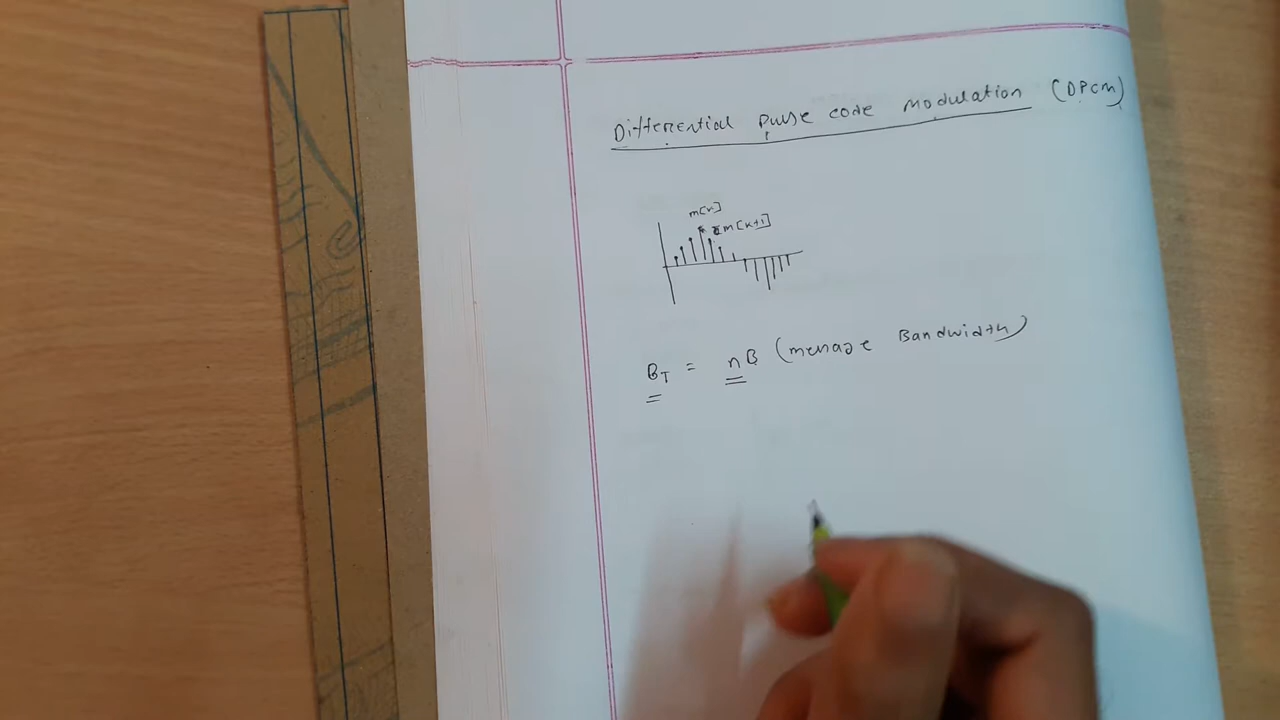 Differential Pulse code Modulation (DPCM)
m[k]
m[k+1]
B_T = nB (message Bandwidth)